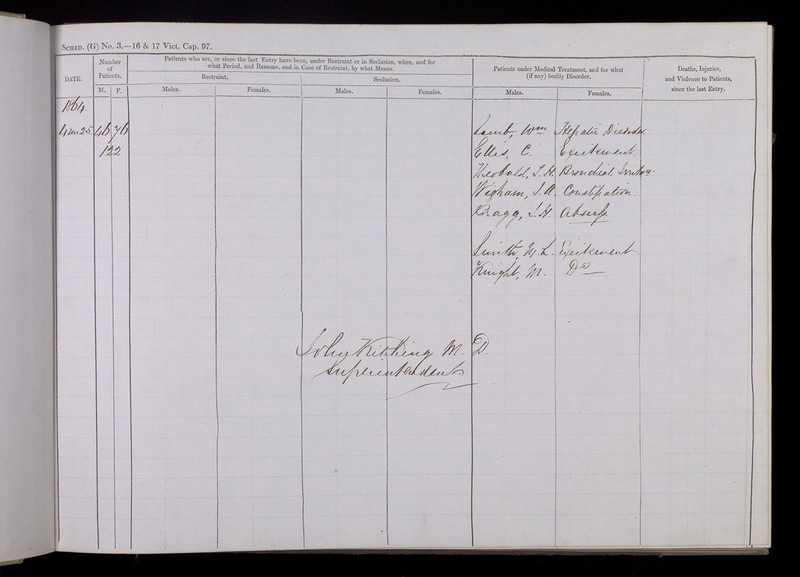 SCHED. (G) No. 3.—16 & 17 Vict. Cap. 97.
DATE.
Number of Patients.
M. F.
Patients who are, or since the last Entry have been, under Restraint or in Seclusion, when, and for
what Period, and Reasons, and in Case of Restraint, by what Means.
Restraint. Seclusion.
Males. Females. Males. Females.
Patients under Medical Treatment, and for what
(if any) bodily Disorder.
Males. Females.
Deaths, Injuries,
and Violence to Patients,
since the last Entry.
1864
4 mo 25 46 76 Lamb, Wm Hepatic Disorder
122 Ellis, C. Excitement
Theobald, J. H. Bronchial Irrit
Wigham, J. A. Constipation
Bragg, J. H. Abscess
Smith, M. L. Excitement
Knight, M. Do
John Kitching M.D.
Superintendent